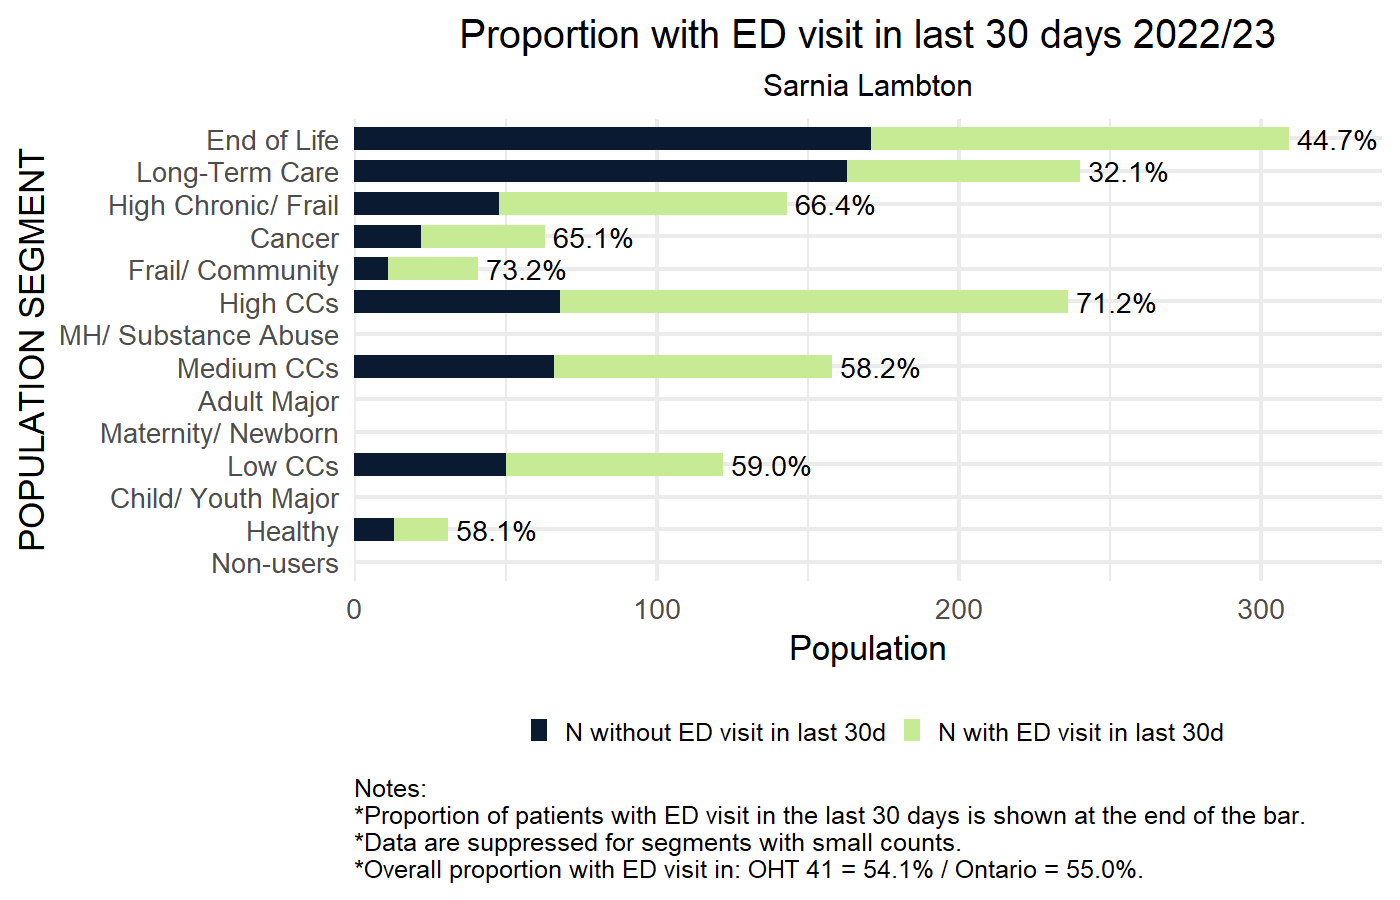 Proportion with ED visit in last 30 days 2022/23
Sarnia Lambton
POPULATION SEGMENT
End of Life 44.7%
Long-Term Care 32.1%
High Chronic/ Frail 66.4%
Cancer 65.1%
Frail/ Community 73.2%
High CCs 71.2%
MH/ Substance Abuse
Medium CCs 58.2%
Adult Major
Maternity/ Newborn
Low CCs 59.0%
Child/ Youth Major
Healthy 58.1%
Non-users
0 100 200 300
Population
N without ED visit in last 30d N with ED visit in last 30d
Notes:
*Proportion of patients with ED visit in the last 30 days is shown at the end of the bar.
*Data are suppressed for segments with small counts.
*Overall proportion with ED visit in: OHT 41 = 54.1% / Ontario = 55.0%.